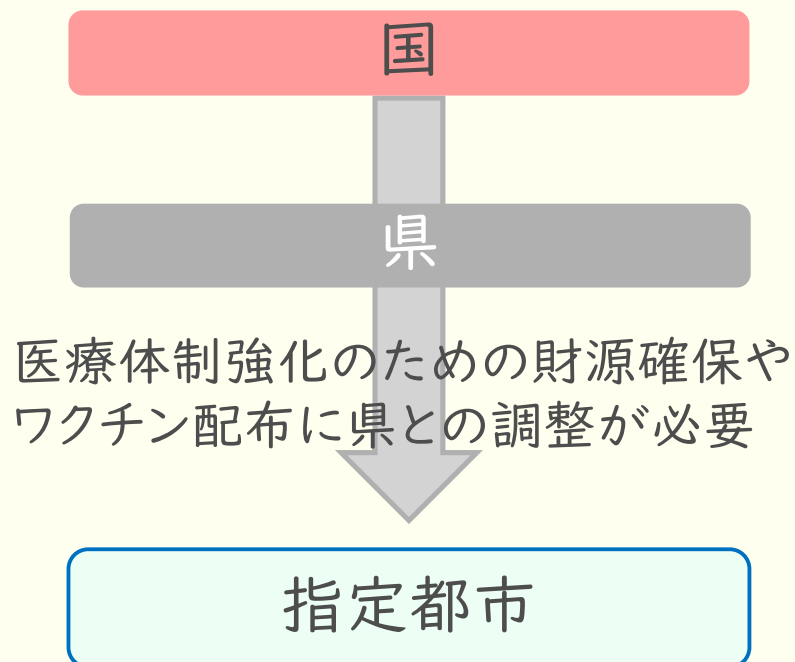 国
県
医療体制強化のための財源確保や
ワクチン配布に県との調整が必要
指定都市